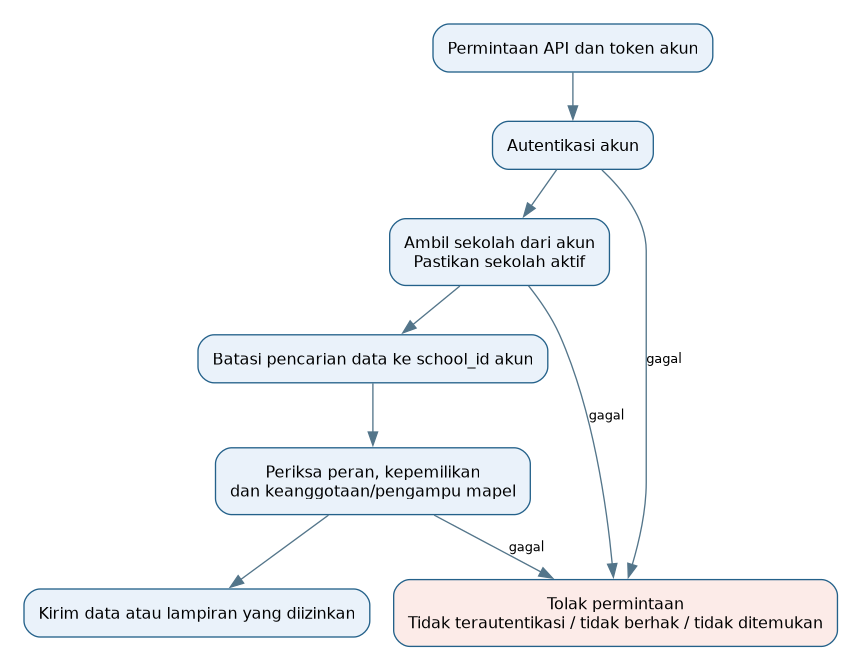 Permintaan API dan token akun
Autentikasi akun
Ambil sekolah dari akun
Pastikan sekolah aktif
Batasi pencarian data ke school_id akun
gagal
gagal
Periksa peran, kepemilikan
dan keanggotaan/pengampu mapel
gagal
Kirim data atau lampiran yang diizinkan
Tolak permintaan
Tidak terautentikasi / tidak berhak / tidak ditemukan